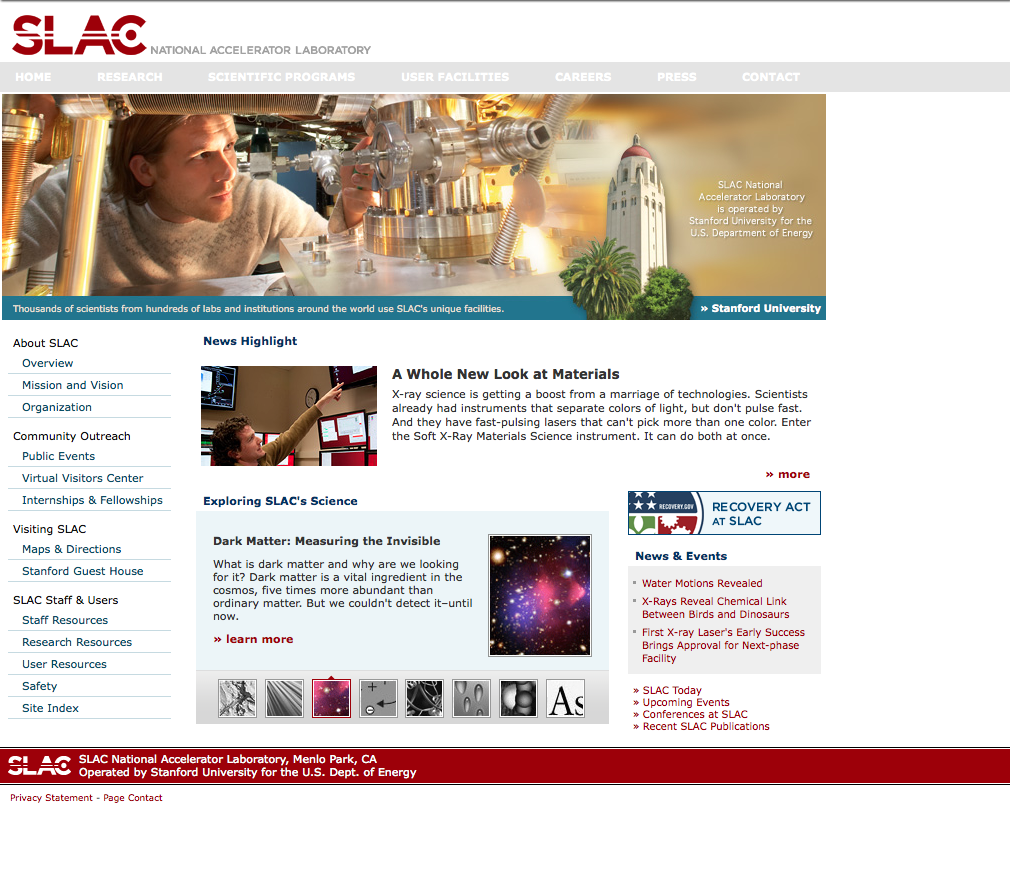 SLAC NATIONAL ACCELERATOR LABORATORY
HOME RESEARCH SCIENTIFIC PROGRAMS USER FACILITIES CAREERS PRESS CONTACT
SLAC National
Accelerator Laboratory
is operated by
Stanford University for the
U.S. Department of Energy
Thousands of scientists from hundreds of labs and institutions around the world use SLAC's unique facilities.
» Stanford University
About SLAC
Overview
Mission and Vision
Organization
Community Outreach
Public Events
Virtual Visitors Center
Internships & Fellowships
Visiting SLAC
Maps & Directions
Stanford Guest House
SLAC Staff & Users
Staff Resources
Research Resources
User Resources
Safety
Site Index
News Highlight
A Whole New Look at Materials
X-ray science is getting a boost from a marriage of technologies. Scientists
already had instruments that separate colors of light, but don't pulse fast.
And they have fast-pulsing lasers that can't pick more than one color. Enter
the Soft X-Ray Materials Science instrument. It can do both at once.
» more
Exploring SLAC's Science
Dark Matter: Measuring the Invisible
What is dark matter and why are we looking
for it? Dark matter is a vital ingredient in the
cosmos, five times more abundant than
ordinary matter. But we couldn't detect it–until
now.
» learn more
As
RECOVERY.GOV
RECOVERY ACT
AT SLAC
News & Events
Water Motions Revealed
X-Rays Reveal Chemical Link
Between Birds and Dinosaurs
First X-ray Laser's Early Success
Brings Approval for Next-phase
Facility
» SLAC Today
» Upcoming Events
» Conferences at SLAC
» Recent SLAC Publications
SLAC
SLAC National Accelerator Laboratory, Menlo Park, CA
Operated by Stanford University for the U.S. Dept. of Energy
Privacy Statement - Page Contact